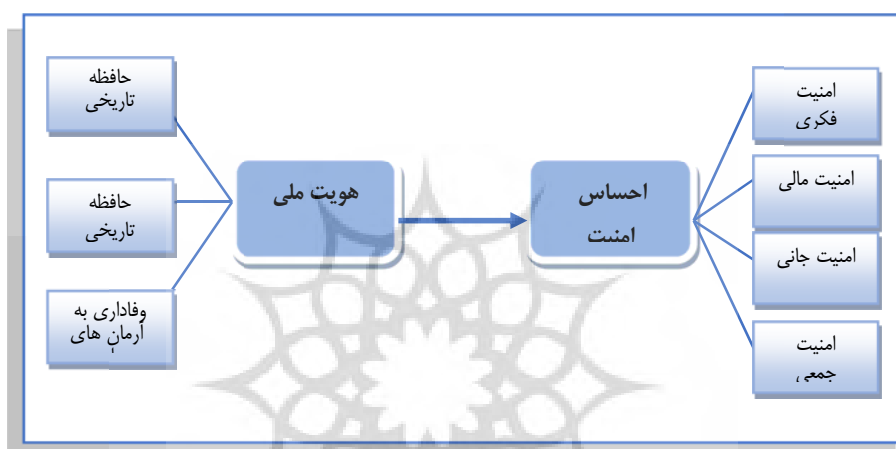 حافظه
تاریخی
حافظه
تاریخی
وفاداری به
آرمان های
هویت ملی
احساس
امنیت
امنیت
فکری
امنیت مالی
امنیت جانی
امنیت
جمعی